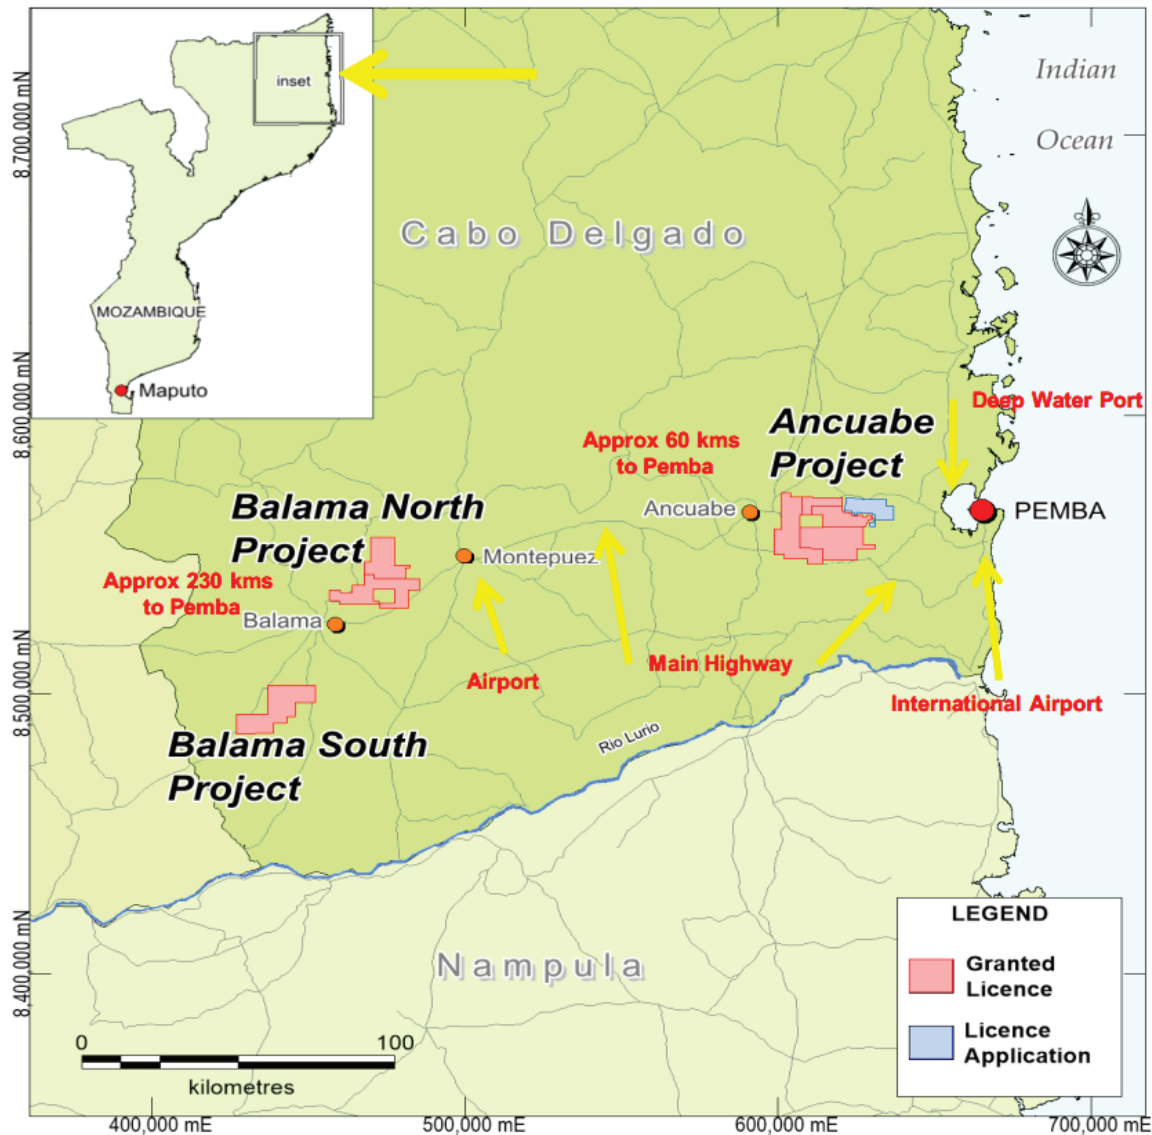 inset
MOZAMBIQUE
Maputo
Indian
Ocean
Cabo Delgado
Deep Water Port
Ancuabe
Project
Approx 60 kms
to Pemba
Ancuabe
PEMBA
Balama North
Project
Montepuez
Approx 230 kms
to Pemba
Balama
Airport
Main Highway
International Airport
Balama South
Project
Rio Lurio
Nampula
LEGEND
Granted
Licence
Licence
Application
0
100
kilometres
8,700,000 mN
8,600,000 mN
8,500,000 mN
8,400,000 mN
400,000 mE
500,000 mE
600,000 mE
700,000 mE